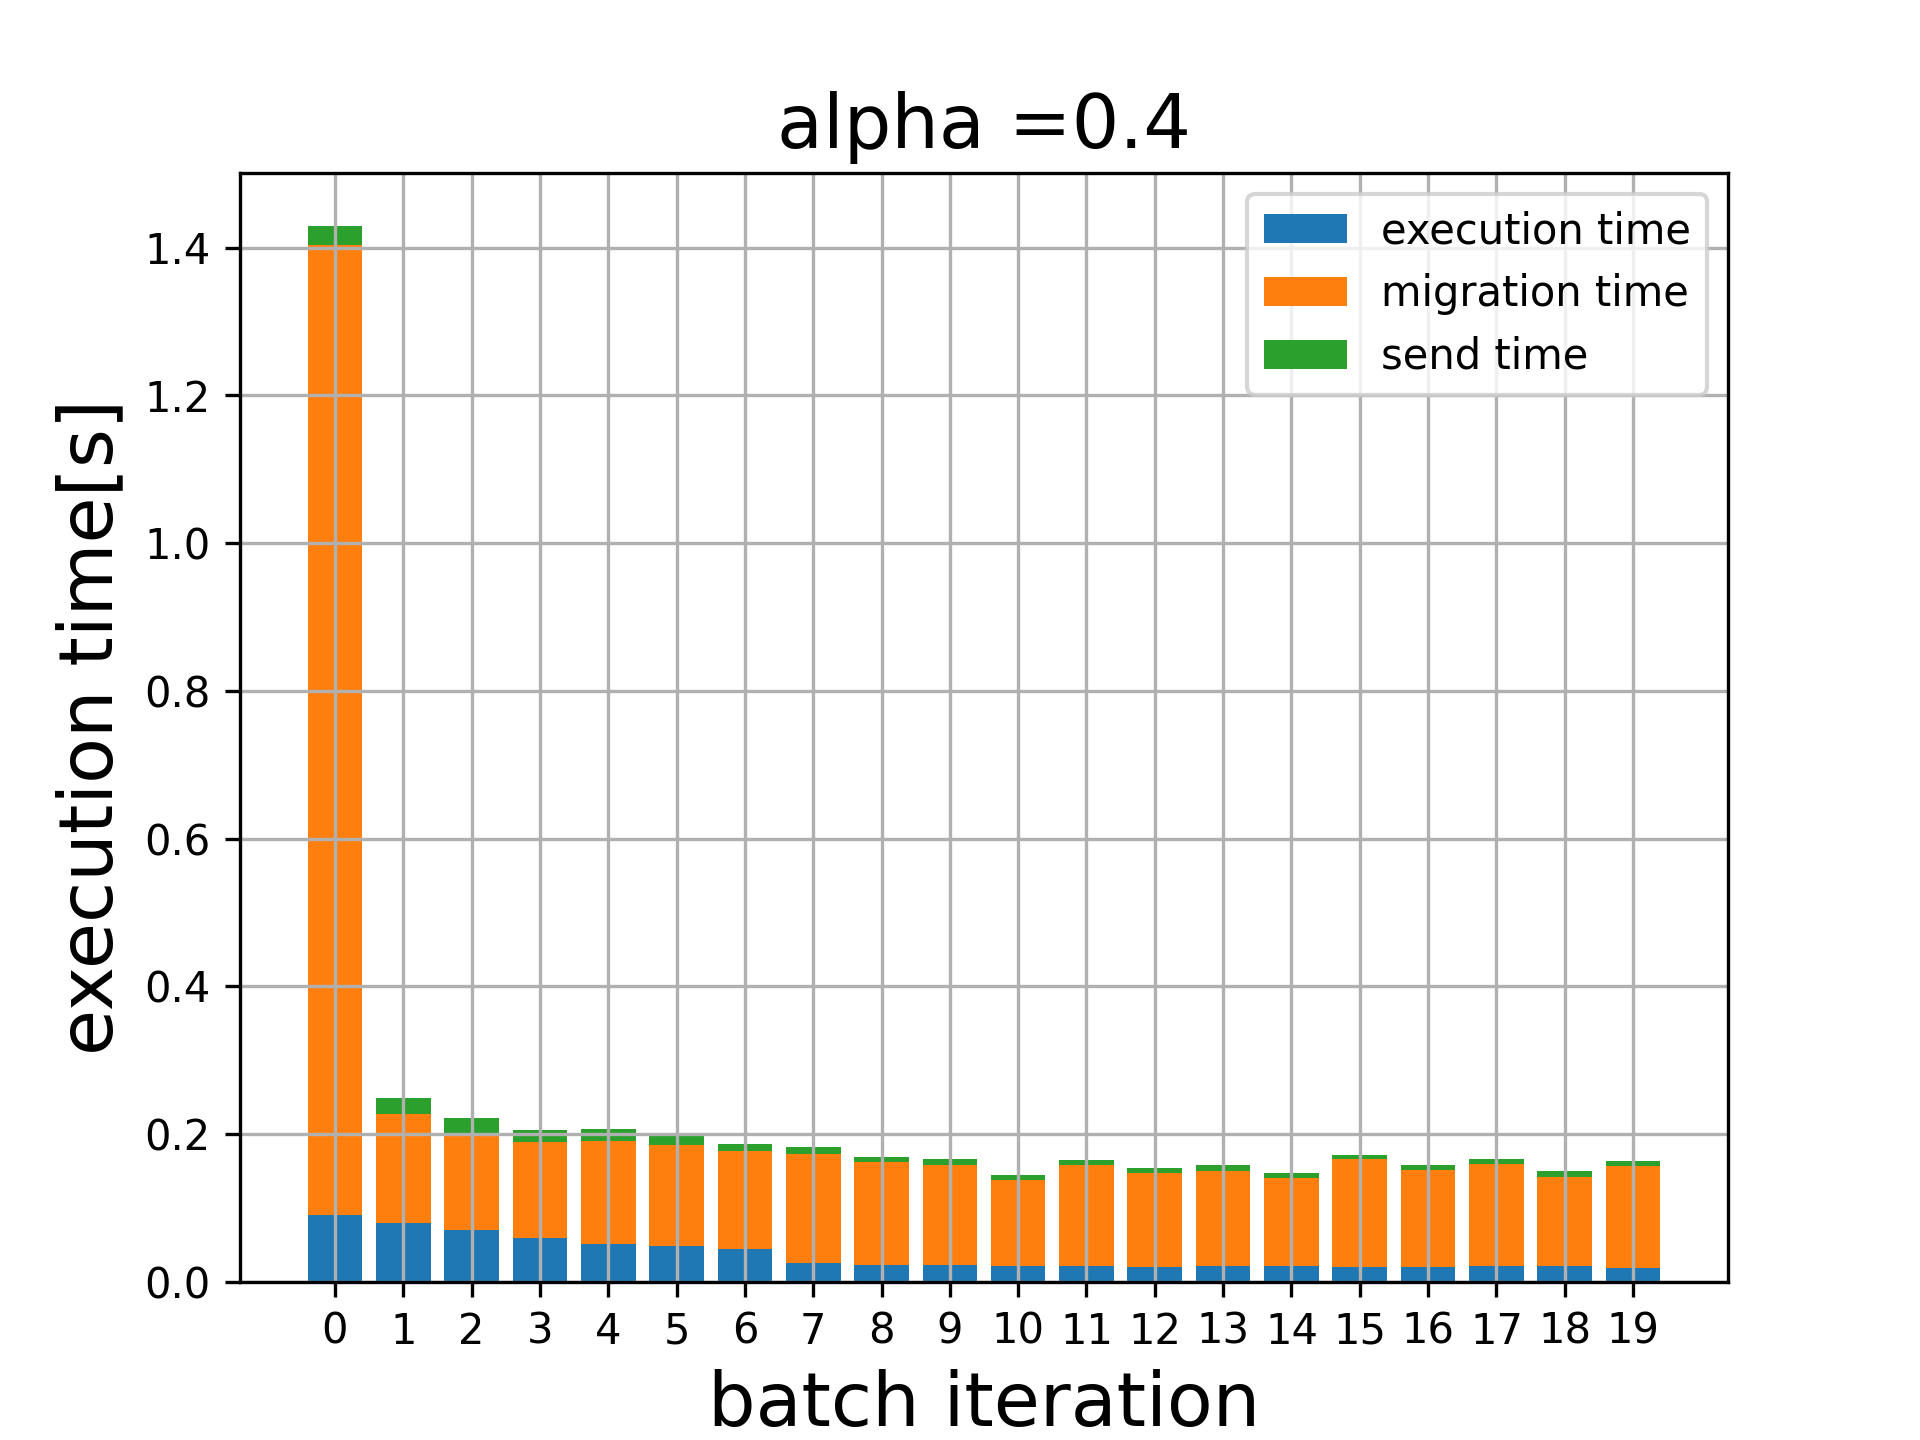 alpha =0.4
execution time
migration time
send time
execution time[s]
1.4
1.2
1.0
0.8
0.6
0.4
0.2
0.0
0 1 2 3 4 5 6 7 8 9 10 11 12 13 14 15 16 17 18 19
batch iteration